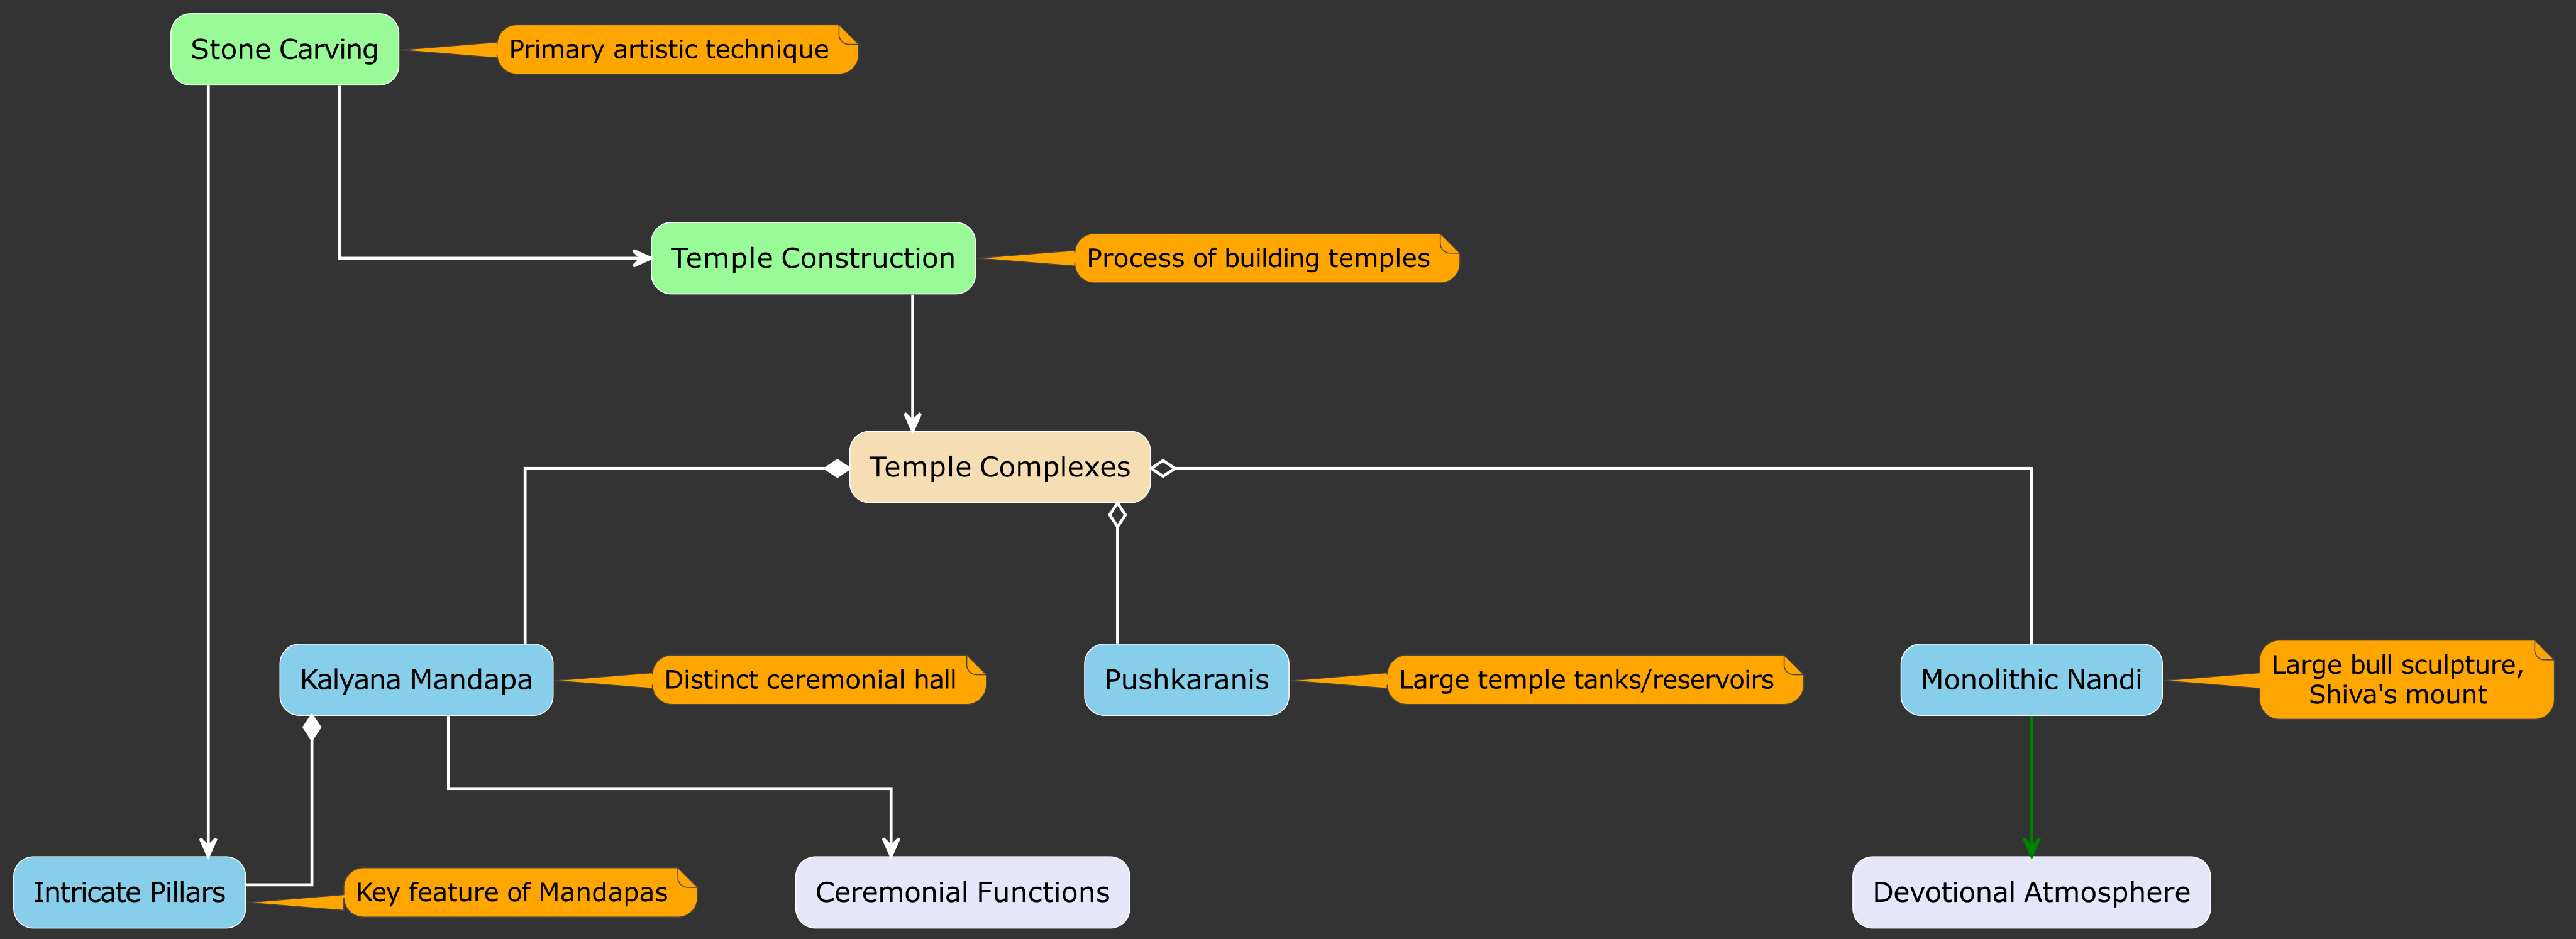 Stone Carving
Primary artistic technique
Temple Construction
Process of building temples
Temple Complexes
Kalyana Mandapa
Distinct ceremonial hall
Pushkaranis
Large temple tanks/reservoirs
Monolithic Nandi
Large bull sculpture,
Shiva's mount
Intricate Pillars
Key feature of Mandapas
Ceremonial Functions
Devotional Atmosphere